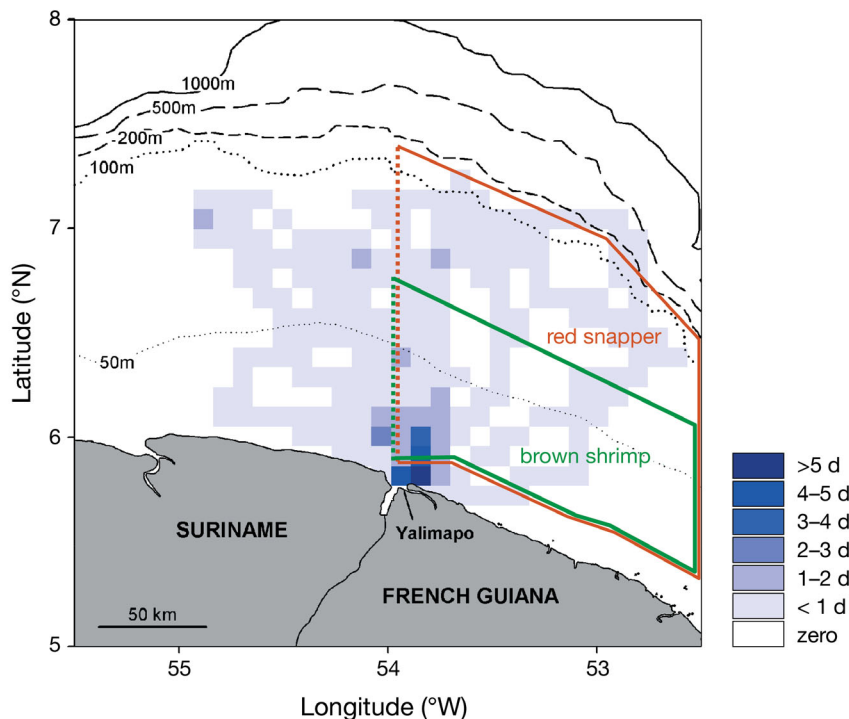 8
7
6
5
Latitude (°N)
1000m
500m
200m
100m
50m
red snapper
brown shrimp
SURINAME
Yalimapo
FRENCH GUIANA
50 km
55
54
53
Longitude (°W)
>5 d
4–5 d
3–4 d
2–3 d
1–2 d
< 1 d
zero